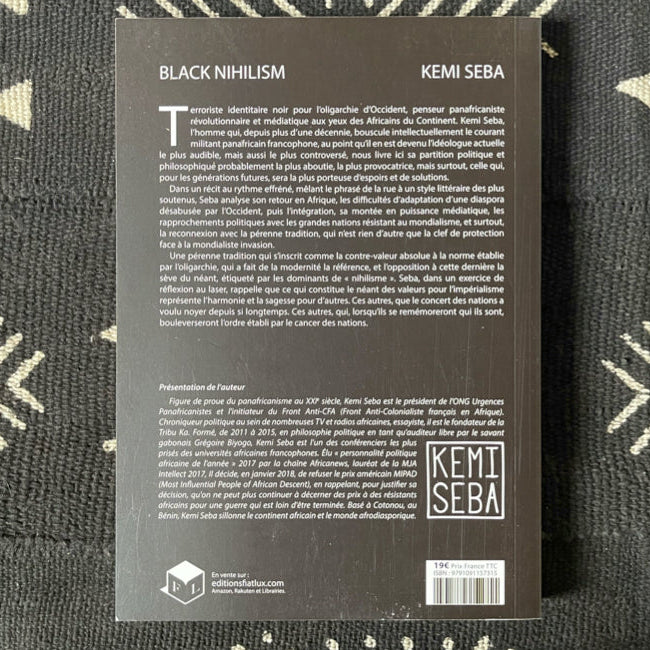 BLACK NIHILISM
KEMI SEBA
Terroriste identitaire noir pour l'oligarchie d'Occident, penseur panafricaniste
révolutionnaire et médiatique aux yeux des Africains du Continent. Kemi Seba,
l'homme qui, depuis plus d'une décennie, bouscule intellectuellement le courant
militant panafricain francophone, au point qu'il en est devenu l'idéologue actuelle
le plus audible, mais aussi le plus controversé, nous livre ici sa partition politique et
philosophiqué probablement la plus aboutie, la plus provocatrice, mais surtout, celle qui,
pour les générations futures, sera la plus porteuse d'espoirs et de solutions.
Dans un récit au rythme effréné, mêlant le phrasé de la rue à un style littéraire des plus
soutenus, Seba analyse son retour en Afrique, les difficultés d'adaptation d'une diaspora
désabusée par l'Occident, puis l'intégration, sa montée en puissance médiatique, les
rapprochements politiques avec les grandes nations résistant au mondialisme, et surtout,
la reconnexion avec la pérenne tradition, qui n'est rien d'autre que la clef de protection
face à la mondialiste invasion.
Une pérenne tradition qui s'inscrit comme la contre-valeur absolue à la norme établie
par l'oligarchie, qui a fait de la modernité la référence, et l'opposition à cette dernière la
sève du néant, étiqueté par les dominants de « nihilisme ». Seba, dans un exercice de
réflexion au laser, rappelle que ce qui constitue le néant des valeurs pour l'impérialisme
représente l'harmonie et la sagesse pour d'autres. Ces autres, que le concert des nations a
voulu noyer depuis si longtemps. Ces autres, qui, lorsqu'ils se remémoreront qui ils sont,
bouleverseront l'ordre établi par le cancer des nations.
Présentation de l'auteur
Figure de proue du panafricanisme au XXIᵉ siècle, Kemi Seba est le président de l'ONG Urgences
Panafricanistes et l'initiateur du Front Anti-CFA (Front Anti-Colonialiste français en Afrique).
Chroniqueur politique au sein de nombreuses TV et radios africaines, essayiste, il est le fondateur de la
Tribu Ka. Formé, de 2011 à 2015, en philosophie politique en tant qu'auditeur libre par le savant
gabonais Grégoire Biyogo, Kemi Seba est l'un des conférenciers les plus
prisés des universités africaines francophones. Élu « personnalité politique
africaine de l'année » 2017 par la chaîne Africanews, lauréat de la MJA
Intellect 2017, il décide, en janvier 2018, de refuser le prix américain MIPAD
(Most Influential People of African Descent), en rappelant, pour justifier sa
décision, qu'on ne peut plus continuer à décerner des prix à des résistants
africains pour une guerre qui est loin d'être terminée. Basé à Cotonou, au
Bénin, Kemi Seba sillonne le continent africain et le monde afrodiasporique.
KEMI
SEBA
F L
En vente sur :
editionsfiatlux.com
Amazon, Rakuten et Librairies.
19€ Prix France TTC
ISBN : 9791091157315